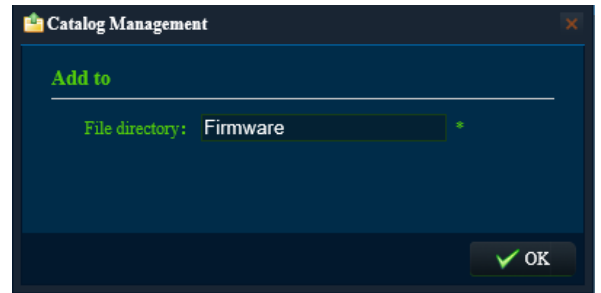 Catalog Management
Add to
File directory: Firmware *
OK